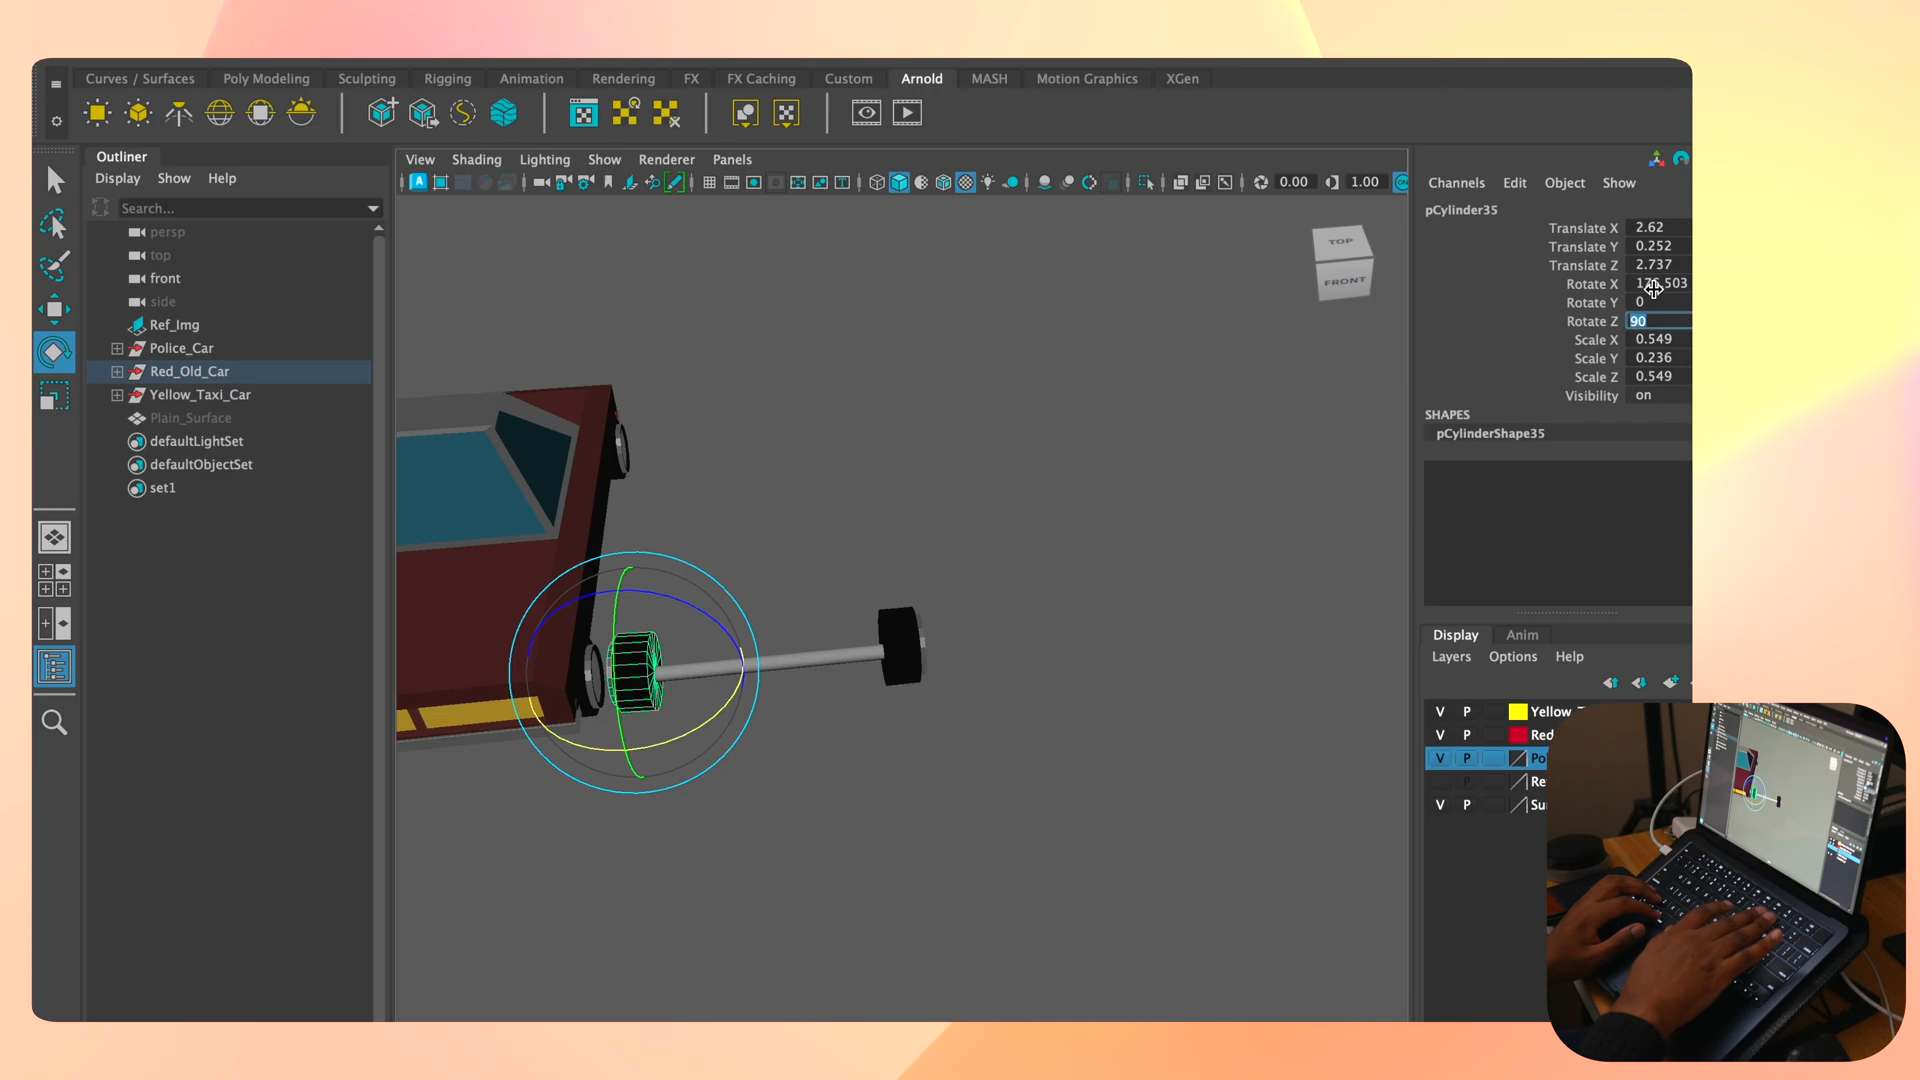 Curves / Surfaces Poly Modeling Sculpting Rigging Animation Rendering FX FX Caching Custom Arnold MASH Motion Graphics XGen
Outliner
Display Show Help
Search...
persp
top
front
side
Ref_Img
Police_Car
Red_Old_Car
Yellow_Taxi_Car
Plain_Surface
defaultLightSet
defaultObjectSet
set1
View Shading Lighting Show Renderer Panels
0.00 1.00
TOP
FRONT
Channels Edit Object Show
pCylinder35
Translate X 2.62
Translate Y 0.252
Translate Z 2.737
Rotate X
Rotate Y 0
Rotate Z 90
Scale X 0.549
Scale Y 0.236
Scale Z 0.549
Visibility on
SHAPES
pCylinderShape35
Display Anim
Layers Options Help
V P Yellow_T
V P Red
V P Po
P Re
V P Su